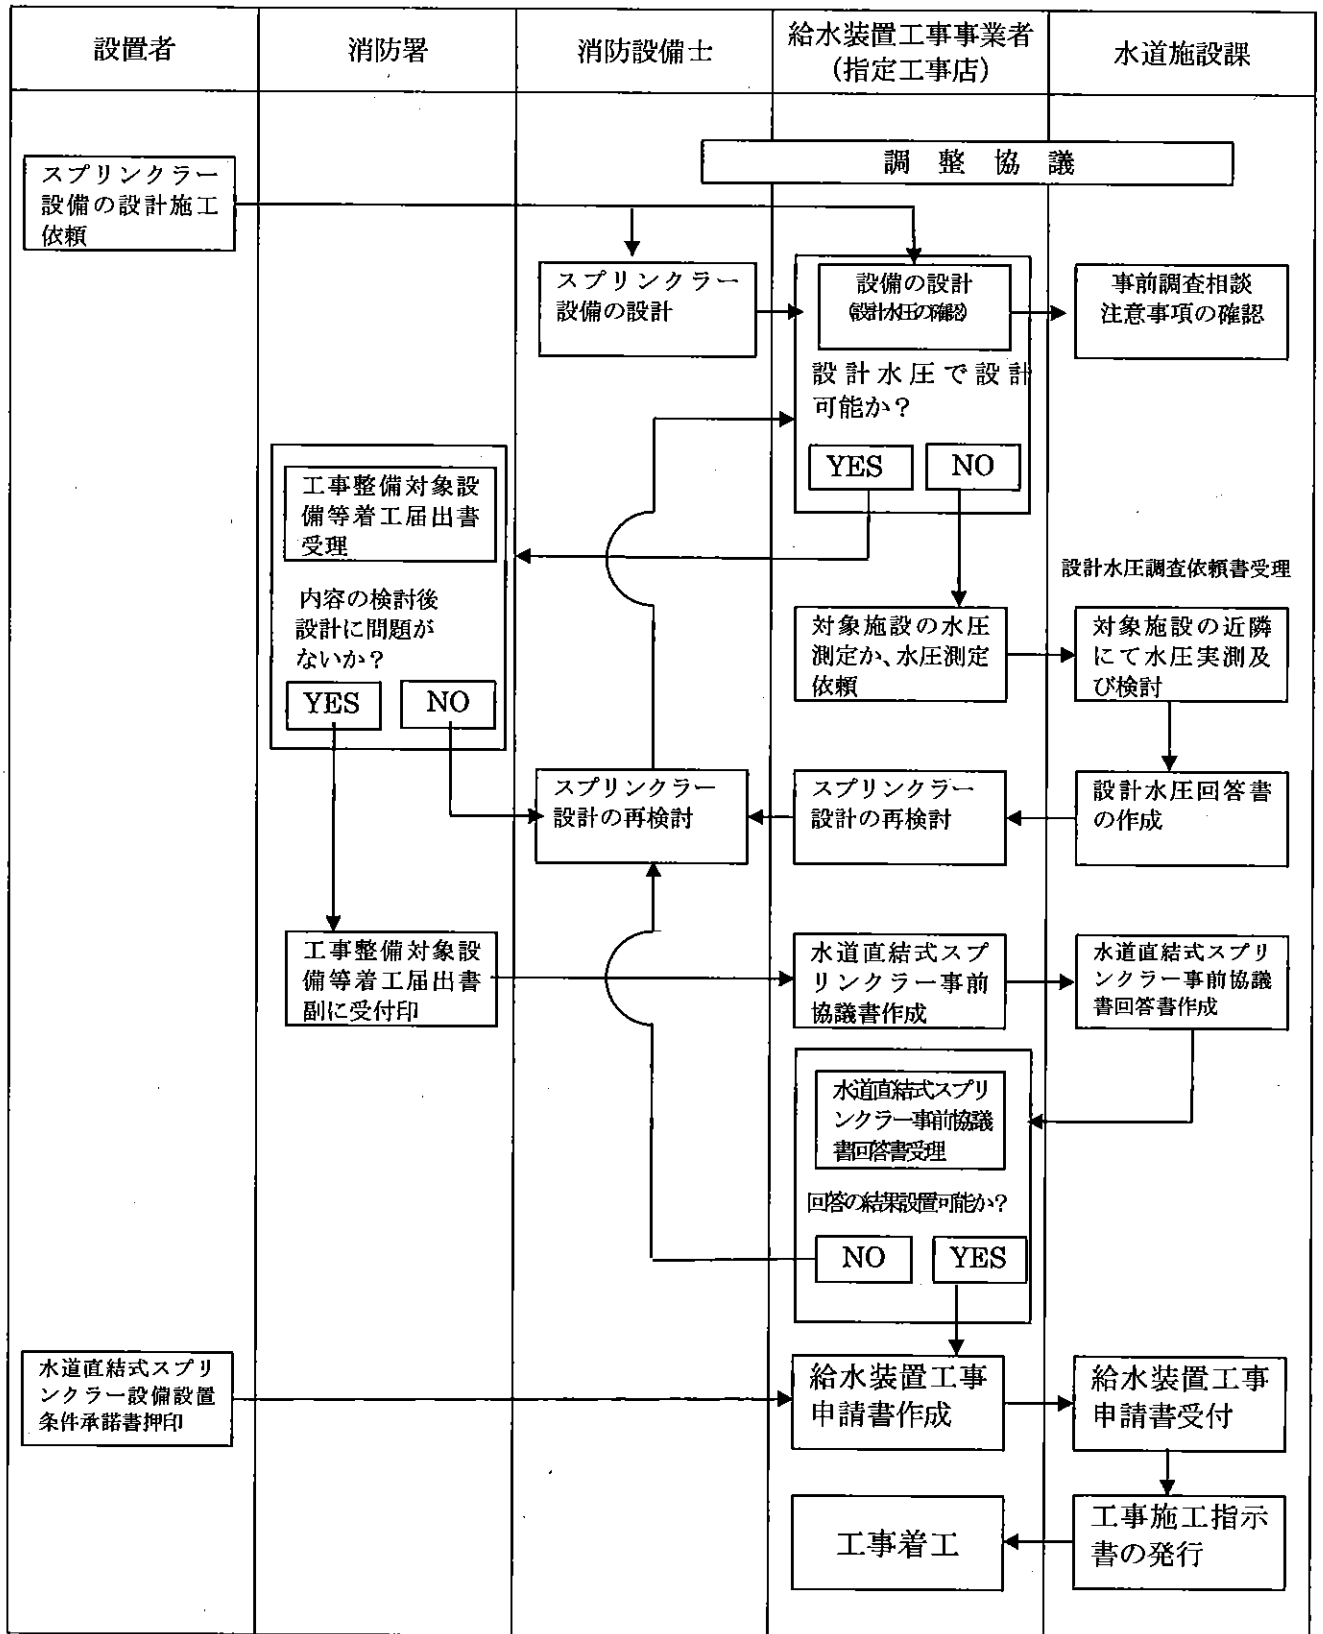 設置者
消防署
消防設備士
給水装置工事事業者
(指定工事店)
水道施設課
調整協議
スプリンクラー
設備の設計施工
依頼
スプリンクラー
設備の設計
設備の設計
(設計水圧の確認)
設計水圧で設計
可能か？
YES
NO
事前調査相談
注意事項の確認
工事整備対象設
備等着工届出書
受理
内容の検討後
設計に問題が
ないか？
YES
NO
設計水圧調査依頼書受理
対象施設の水圧
測定か、水圧測定
依頼
対象施設の近隣
にて水圧実測及
び検討
スプリンクラー
設計の再検討
スプリンクラー
設計の再検討
設計水圧回答書
の作成
工事整備対象設
備等着工届出書
副に受付印
水道直結式スプ
リンクラー事前
協議書作成
水道直結式スプリ
ンクラー事前協議
書回答書作成
水道直結式スプリ
ンクラー事前協議
書回答書受理
回答の結果設置可能か？
NO
YES
水道直結式スプリ
ンクラー設備設置
条件承諾書押印
給水装置工事
申請書作成
給水装置工事
申請書受付
工事着工
工事施工指示
書の発行